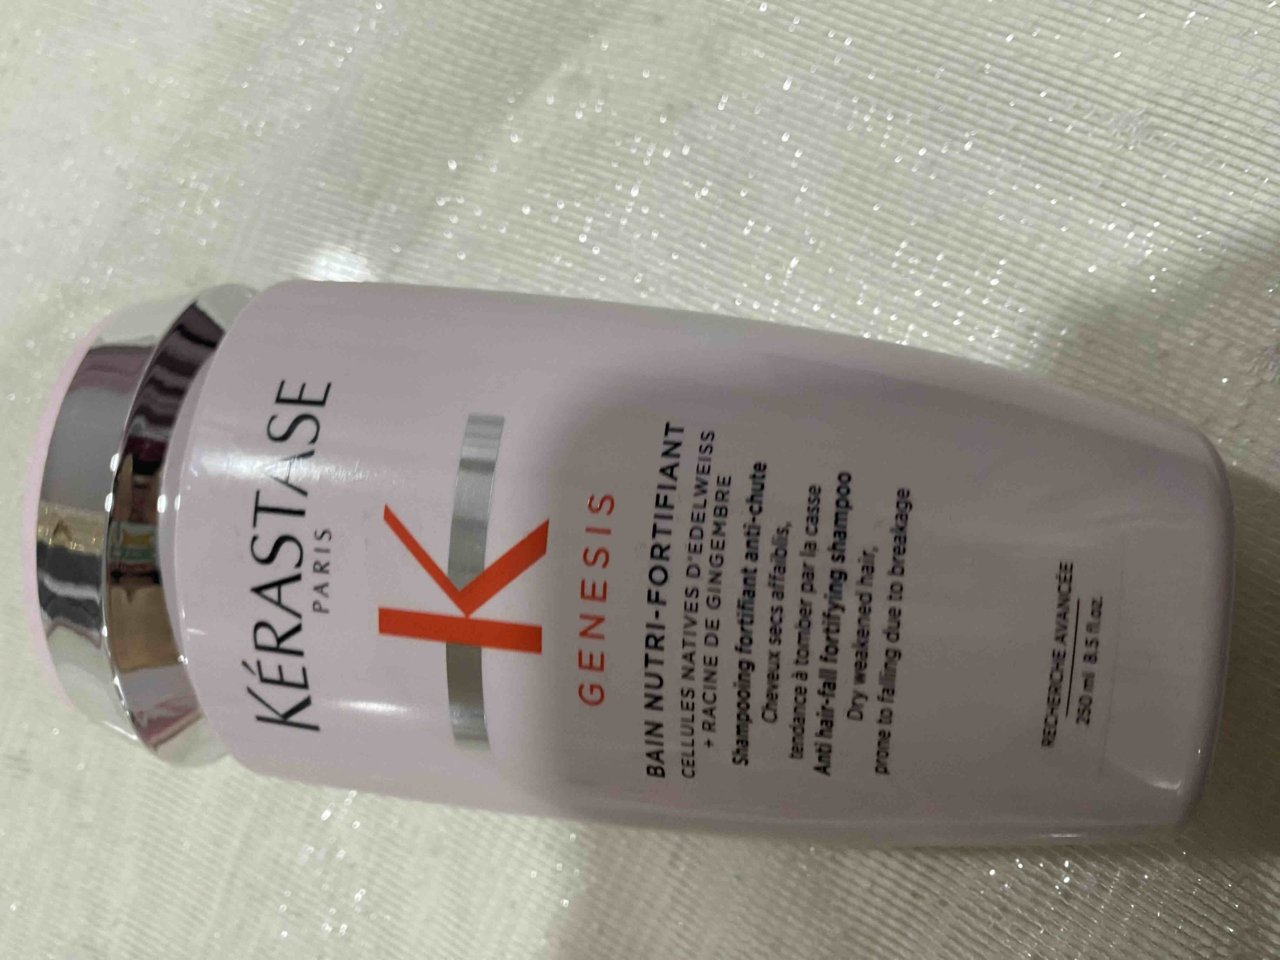 KÉRASTASE
PARIS
K
GENESIS
BAIN NUTRI-FORTIFIANT
CELLULES NATIVES D'EDELWEISS
+ RACINE DE GINGEMBRE
Shampooing fortifiant anti-chute
Cheveux secs affaiblis,
tendance à tomber par la casse
Anti hair-fall fortifying shampoo
Dry weakened hair,
prone to falling due to breakage
RECHERCHE AVANCÉE
250 ml 8.5 fl.oz.